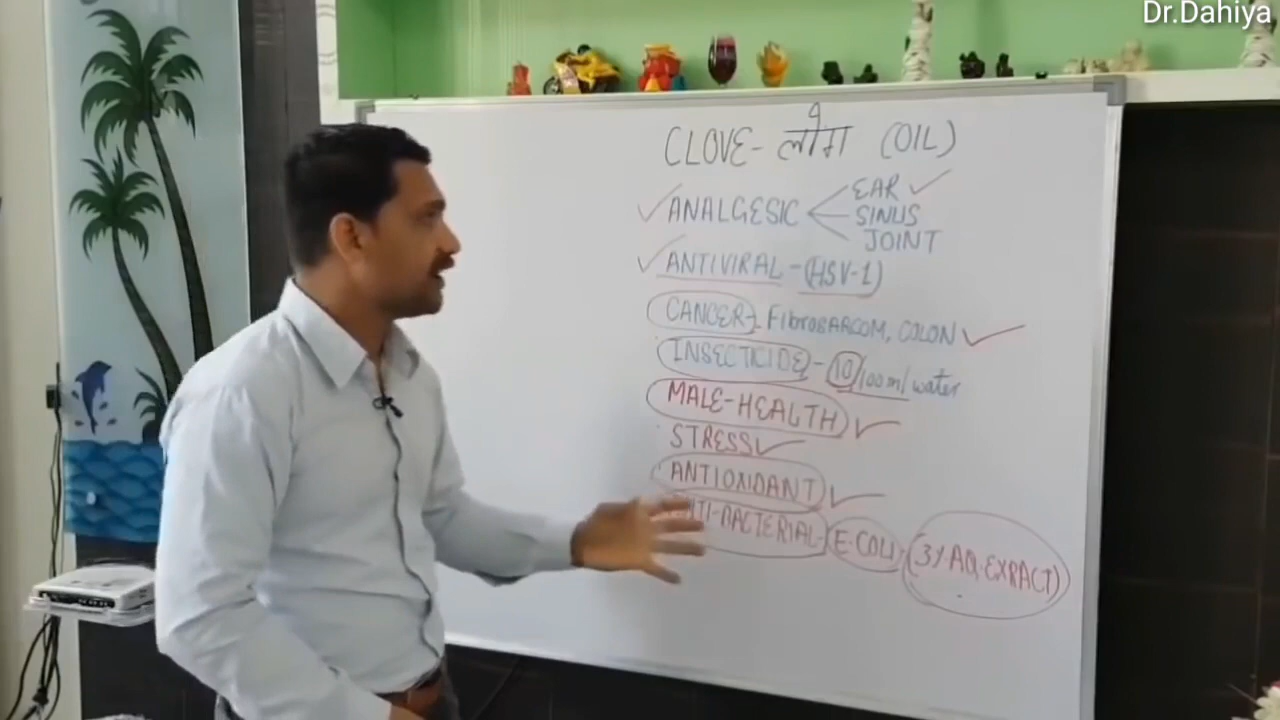 Dr.Dahiya
CLOVE- लौंग (OIL)
ANALGESIC EAR
SINUS
JOINT
ANTIVIRAL - (HSV-1)
CANCER - FIbrOSARCOM, COLON
INSECTICIDE - 10/100ml water
MALE-HEALTH
STRESS
ANTIOXIDANT
ANTI-BACTERIAL- E.COLI (3% AQ. EXRACT)